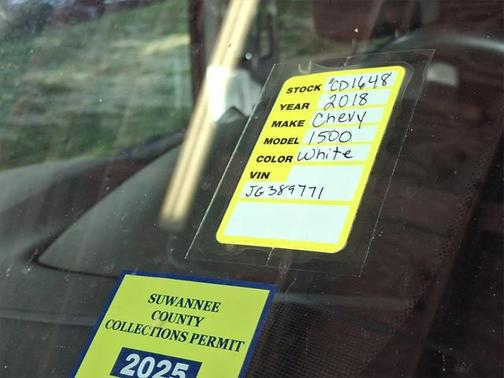 STOCK #CD1648
YEAR 2018
MAKE Chevy
MODEL 1500
COLOR White
VIN
JG389771
SUWANNEE
COUNTY
COLLECTIONS PERMIT
2025